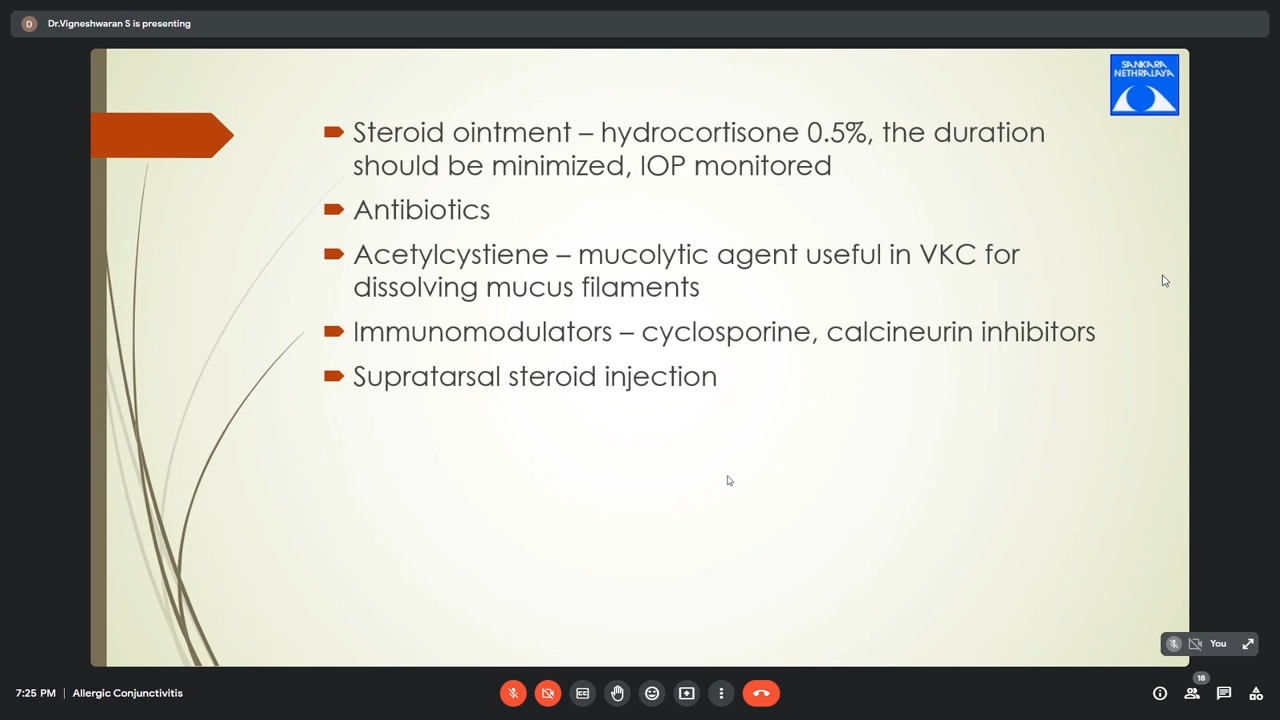 D
Dr.Vigneshwaran S is presenting
SANKARA
NETHRALAYA
Steroid ointment – hydrocortisone 0.5%, the duration
should be minimized, IOP monitored
Antibiotics
Acetylcystiene – mucolytic agent useful in VKC for
dissolving mucus filaments
Immunomodulators – cyclosporine, calcineurin inhibitors
Supratarsal steroid injection
You
7:25 PM | Allergic Conjunctivitis
18